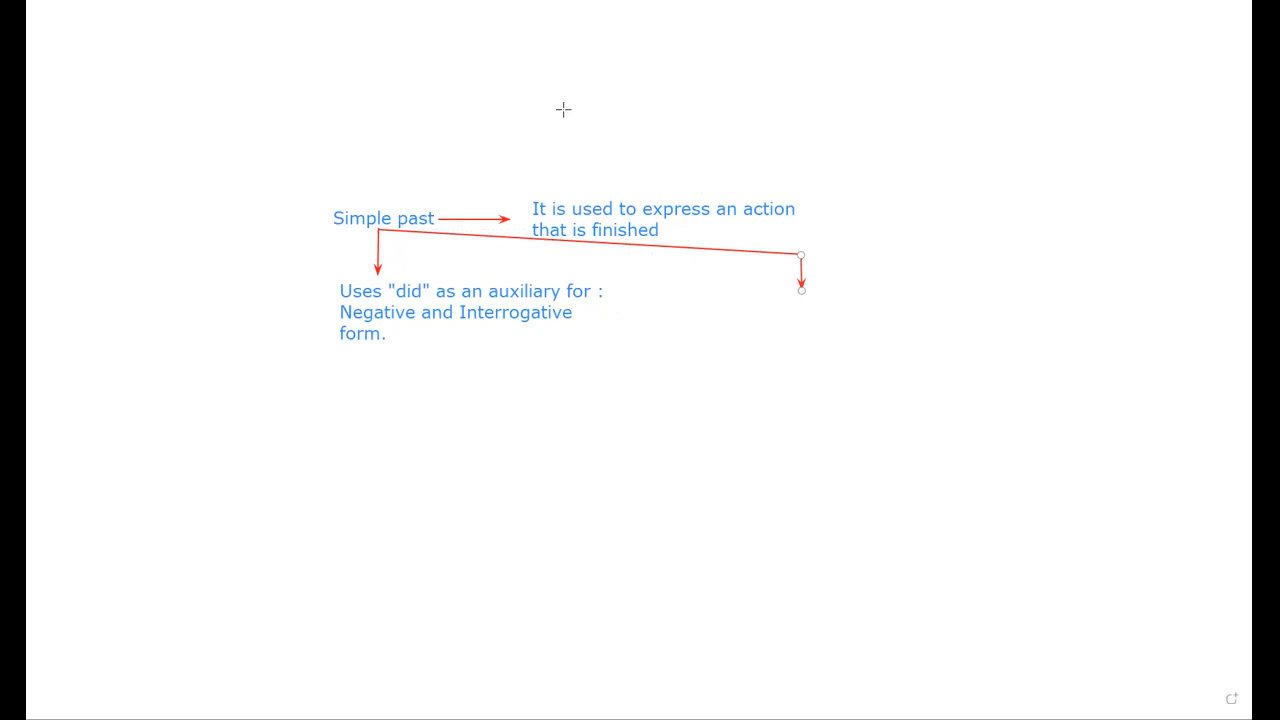 Simple past
It is used to express an action
that is finished
Uses "did" as an auxiliary for :
Negative and Interrogative
form.